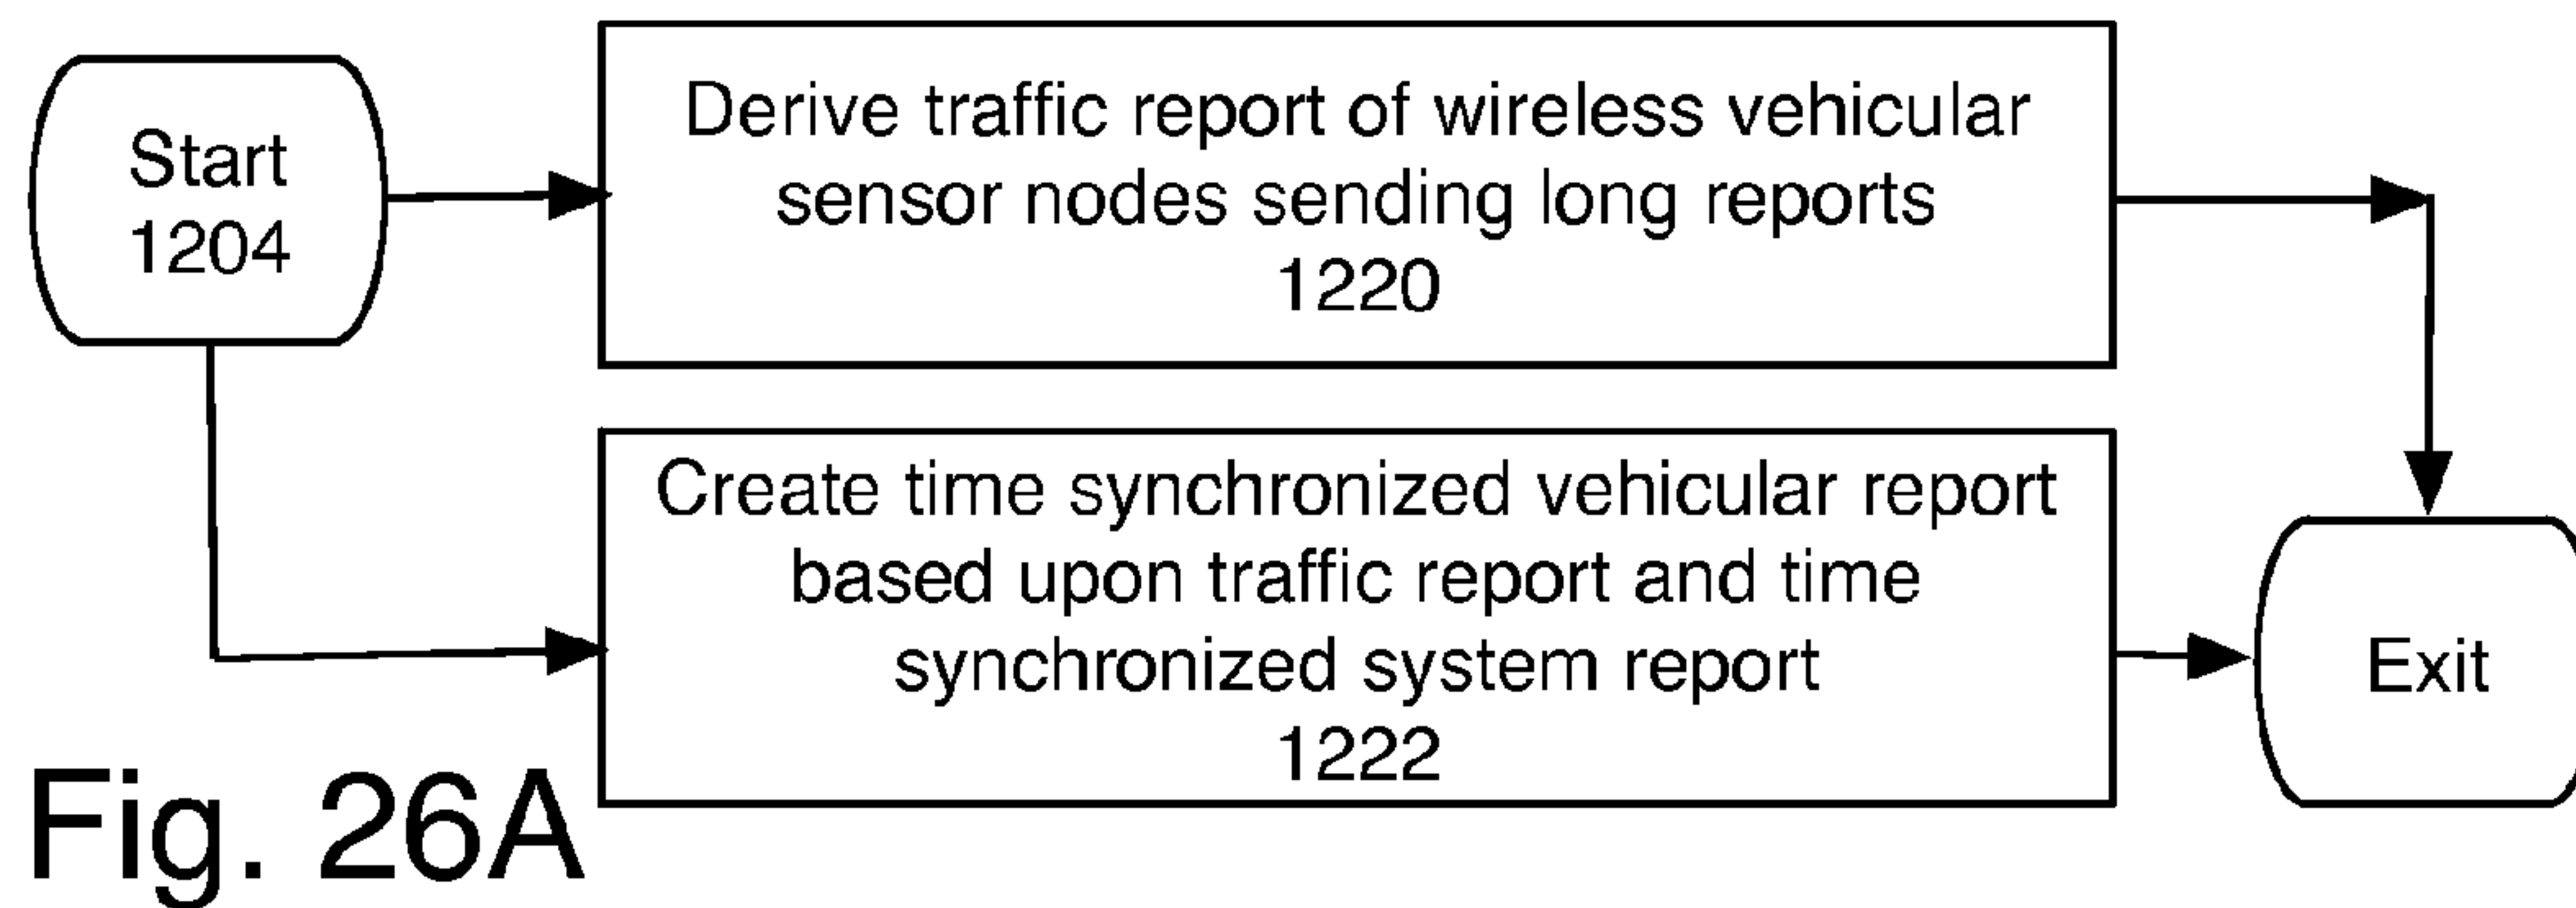 Start
1204
Derive traffic report of wireless vehicular
sensor nodes sending long reports
1220
Create time synchronized vehicular report
based upon traffic report and time
synchronized system report
1222
Exit
Fig. 26A